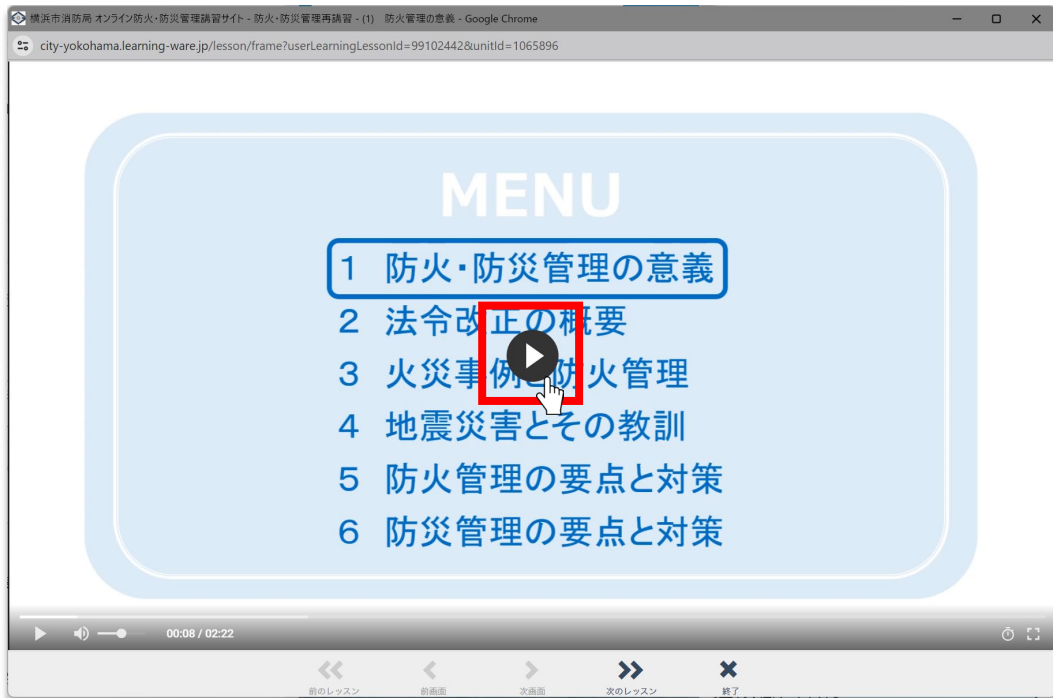 横浜市消防局 オンライン防火・防災管理講習サイト - 防火・防災管理再講習 - (1) 防火管理の意義 - Google Chrome
city-yokohama.learning-ware.jp/lesson/frame?userLearningLessonId=99102442&unitId=1065896
MENU
1 防火・防災管理の意義
2 法令改正の概要
3 火災事例と防火管理
4 地震災害とその教訓
5 防火管理の要点と対策
6 防災管理の要点と対策
00:08 / 02:22
前のレッスン 前画面 次画面 次のレッスン 終了